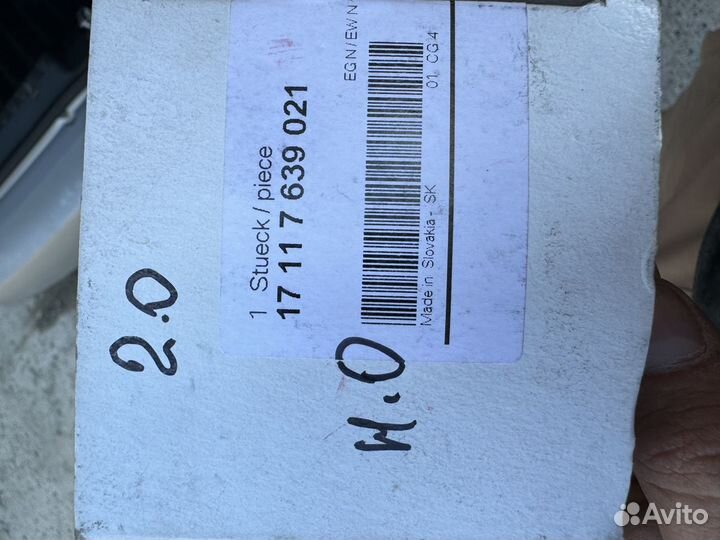 1 Stueck / piece
17 11 7 639 021
EGN / EW N
01 CG 4
Made in Slovakia - SK
2.0
н.о
Avito